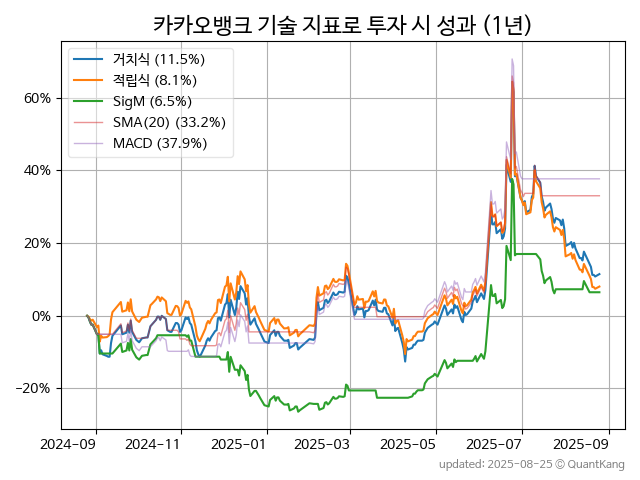 카카오뱅크 기술 지표로 투자 시 성과 (1년)
거치식 (11.5%)
적립식 (8.1%)
SigM (6.5%)
SMA(20) (33.2%)
MACD (37.9%)
60%
40%
20%
0%
−20%
2024-09 2024-11 2025-01 2025-03 2025-05 2025-07 2025-09
updated: 2025-08-25 © QuantKang